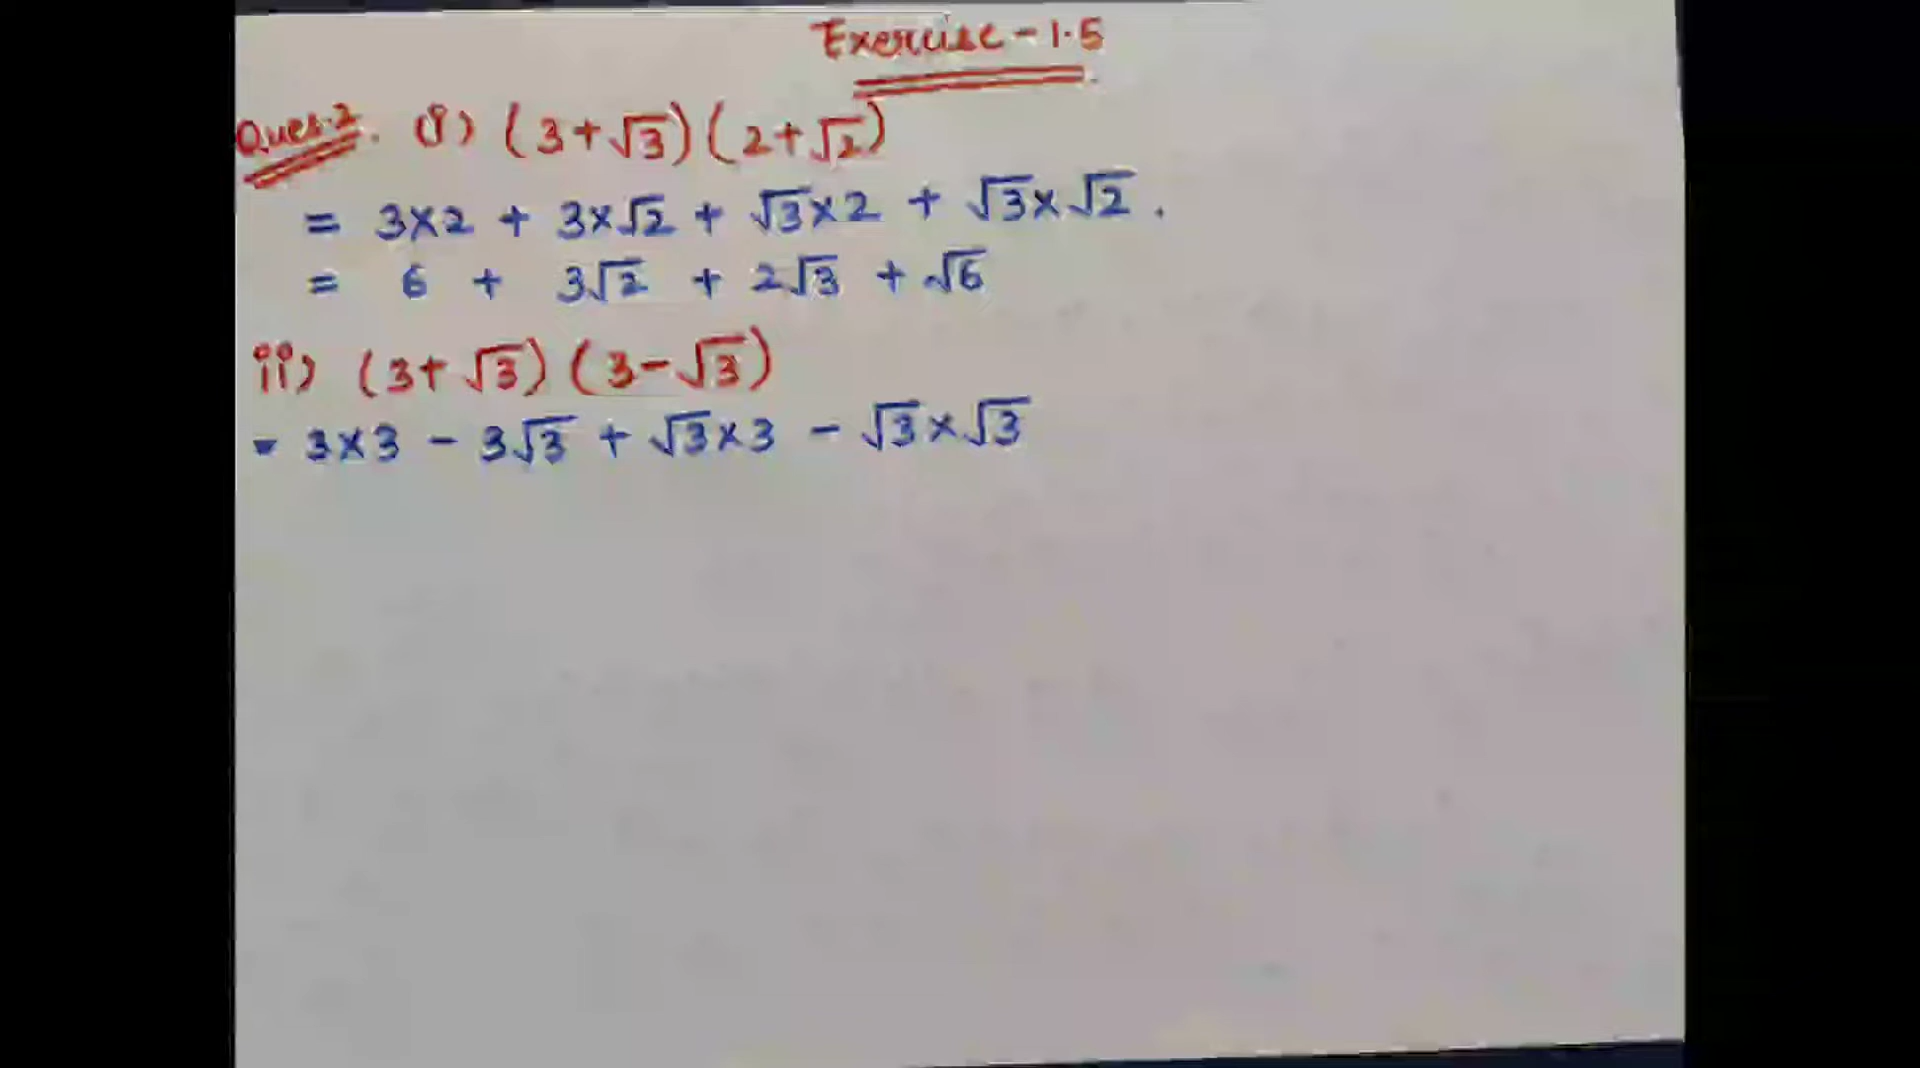 Exercise - 1.5
Ques.2. (i) (3+√3)(2+√2)
= 3×2 + 3×√2 + √3×2 + √3×√2.
= 6 + 3√2 + 2√3 + √6
ii) (3+√3)(3-√3)
= 3×3 - 3√3 + √3×3 - √3×√3